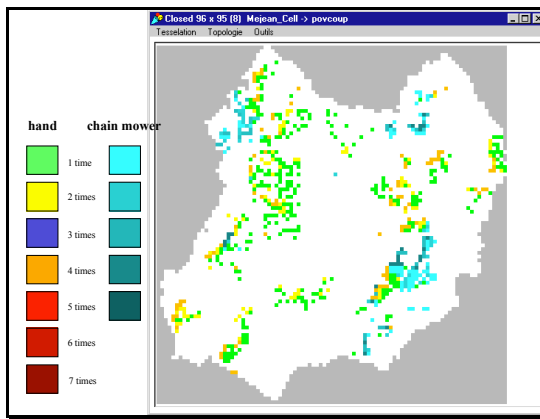 Closed 96 x 95 (8) Mejean_Cell -> povcoup
Tesselation Topologie Outils
hand chain mower
1 time
2 times
3 times
4 times
5 times
6 times
7 times